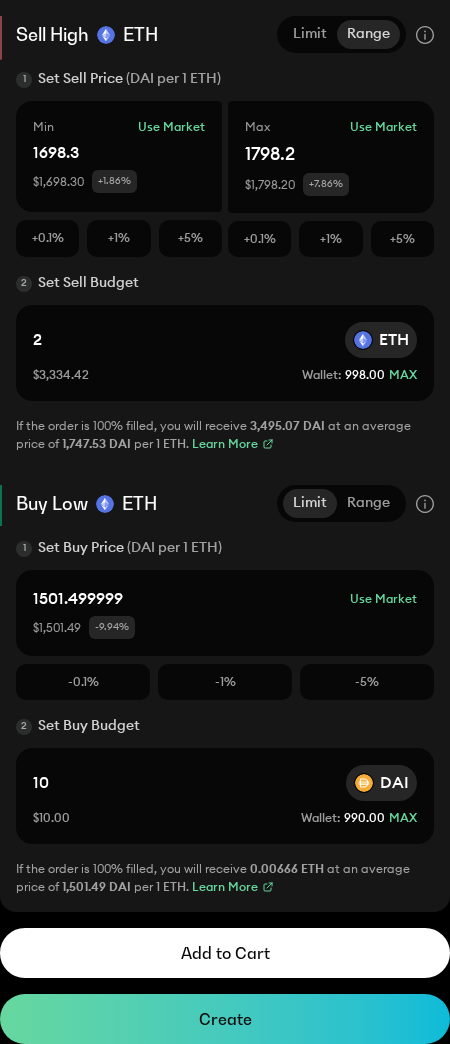 Sell High ETH Limit Range
1 Set Sell Price (DAI per 1 ETH)
Min Use Market Max Use Market
1698.3 1798.2
$1,698.30 +1.86% $1,798.20 +7.86%
+0.1% +1% +5% +0.1% +1% +5%
2 Set Sell Budget
2 ETH
$3,334.42 Wallet: 998.00 MAX
If the order is 100% filled, you will receive 3,495.07 DAI at an average
price of 1,747.53 DAI per 1 ETH. Learn More
Buy Low ETH Limit Range
1 Set Buy Price (DAI per 1 ETH)
1501.499999 Use Market
$1,501.49 -9.94%
-0.1% -1% -5%
2 Set Buy Budget
10 DAI
$10.00 Wallet: 990.00 MAX
If the order is 100% filled, you will receive 0.00666 ETH at an average
price of 1,501.49 DAI per 1 ETH. Learn More
Add to Cart
Create